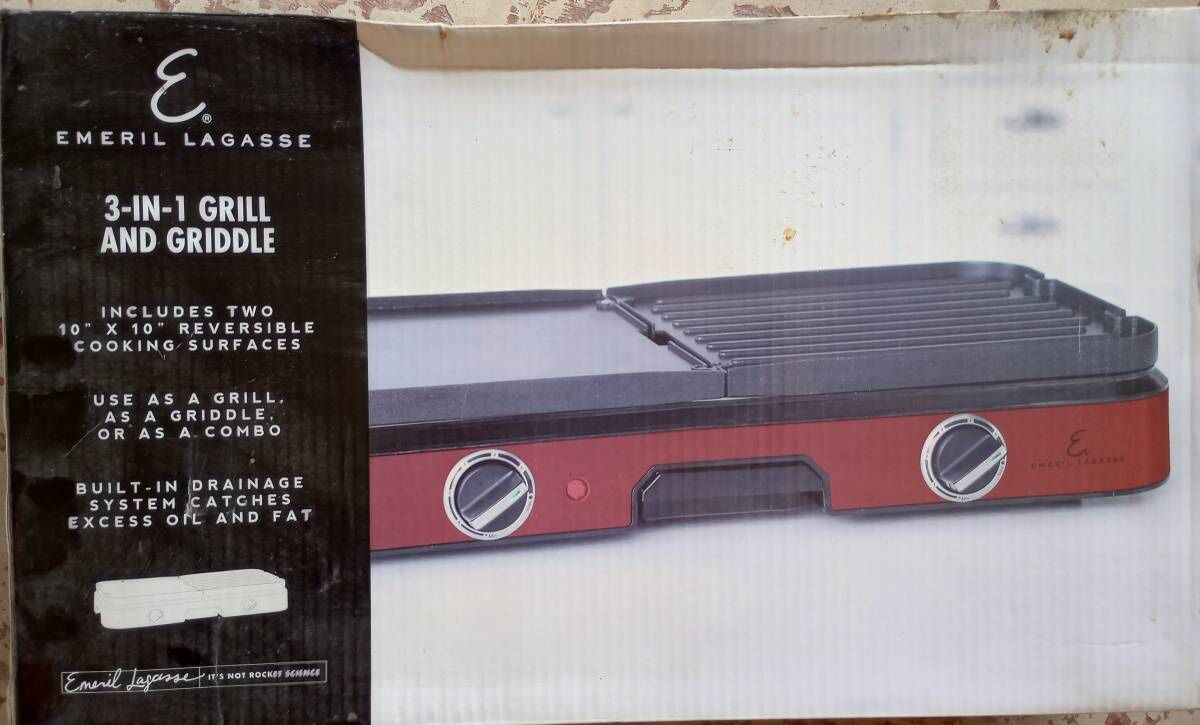 E®
EMERIL LAGASSE
3-IN-1 GRILL
AND GRIDDLE
INCLUDES TWO
10" X 10" REVERSIBLE
COOKING SURFACES
USE AS A GRILL,
AS A GRIDDLE,
OR AS A COMBO
BUILT-IN DRAINAGE
SYSTEM CATCHES
EXCESS OIL AND FAT
Emeril Lagasse IT'S NOT ROCKET SCIENCE
E
EMERIL LAGASSE
Min
Min